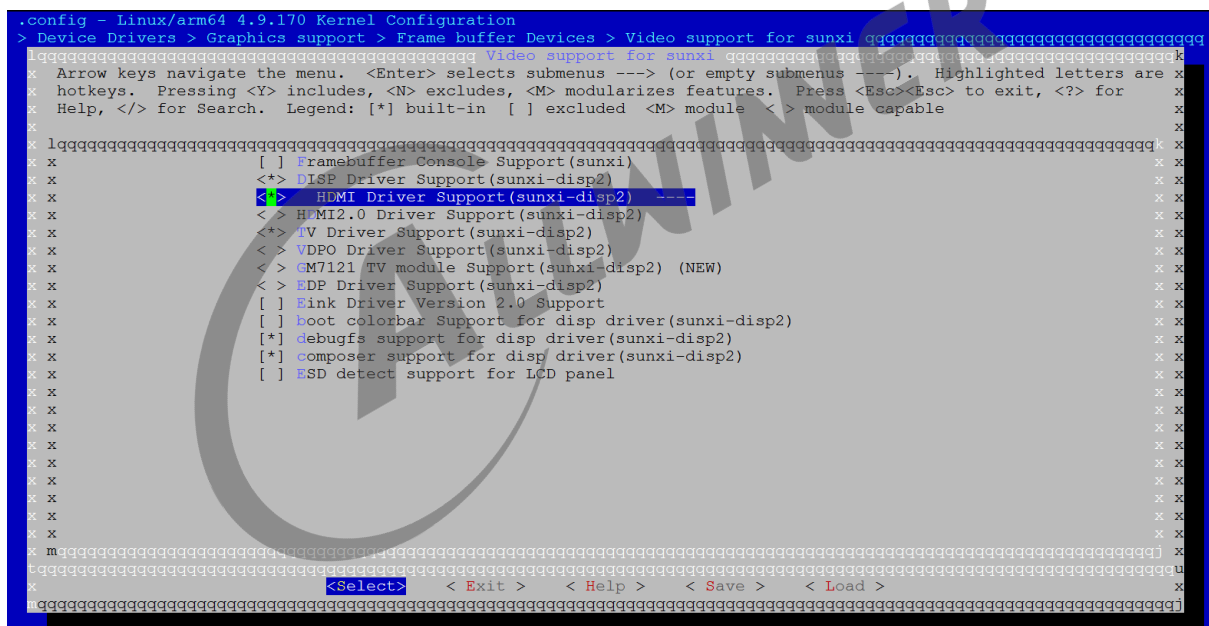 .config - Linux/arm64 4.9.170 Kernel Configuration
> Device Drivers > Graphics support > Frame buffer Devices > Video support for sunxi qqqqqqqqqqqqqqqqqqqqqqqqqqqqqqqqqq
Video support for sunxi
x Arrow keys navigate the menu. <Enter> selects submenus ---> (or empty submenus ----). Highlighted letters are x
x hotkeys. Pressing <Y> includes, <N> excludes, <M> modularizes features. Press <Esc><Esc> to exit, <?> for x
x Help, </> for Search. Legend: [*] built-in [ ] excluded <M> module < > module capable x
x x
x x [ ] Framebuffer Console Support(sunxi) x x
x x <*> DISP Driver Support(sunxi-disp2) x x
x x <*> HDMI Driver Support(sunxi-disp2) ---- x x
x x < > HDMI2.0 Driver Support(sunxi-disp2) x x
x x <*> TV Driver Support(sunxi-disp2) x x
x x < > VDPO Driver Support(sunxi-disp2) x x
x x < > GM7121 TV module Support(sunxi-disp2) (NEW) x x
x x < > EDP Driver Support(sunxi-disp2) x x
x x [ ] Eink Driver Version 2.0 Support x x
x x [ ] boot colorbar Support for disp driver(sunxi-disp2) x x
x x [*] debugfs support for disp driver(sunxi-disp2) x x
x x [*] composer support for disp driver(sunxi-disp2) x x
x x [ ] ESD detect support for LCD panel x x
x x x x
x x x x
x x x x
x x x x
x x x x
x x x x
x x x x
x x x x
x x x x
x <Select> < Exit > < Help > < Save > < Load > x
ALLWINNER